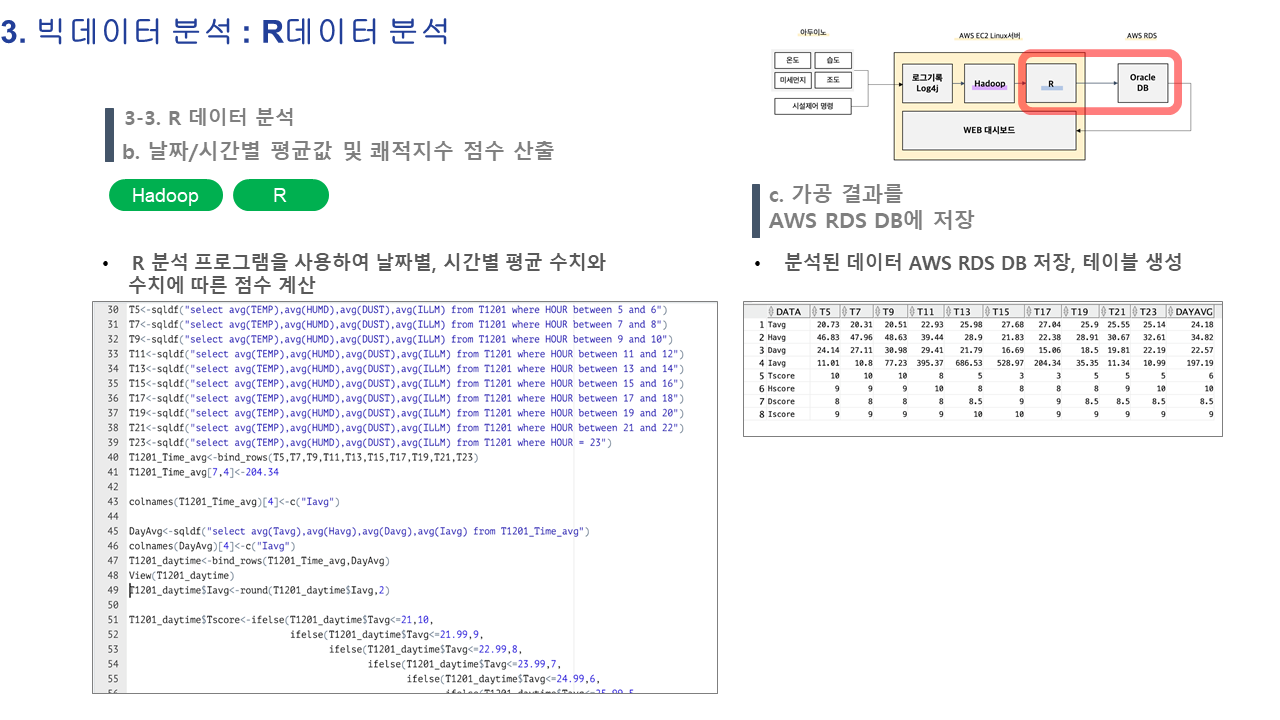 3. 빅데이터 분석 : R데이터 분석
아두이노
AWS EC2 Linux서버
AWS RDS
온도
습도
미세먼지
조도
시설제어 명령
로그기록
Log4j
Hadoop
R
Oracle
DB
WEB 대시보드
3-3. R 데이터 분석
b. 날짜/시간별 평균값 및 쾌적지수 점수 산출
Hadoop
R
• R 분석 프로그램을 사용하여 날짜별, 시간별 평균 수치와
수치에 따른 점수 계산
30 T5<-sqldf("select avg(TEMP),avg(HUMD),avg(DUST),avg(ILLM) from T1201 where HOUR between 5 and 6")
31 T7<-sqldf("select avg(TEMP),avg(HUMD),avg(DUST),avg(ILLM) from T1201 where HOUR between 7 and 8")
32 T9<-sqldf("select avg(TEMP),avg(HUMD),avg(DUST),avg(ILLM) from T1201 where HOUR between 9 and 10")
33 T11<-sqldf("select avg(TEMP),avg(HUMD),avg(DUST),avg(ILLM) from T1201 where HOUR between 11 and 12")
34 T13<-sqldf("select avg(TEMP),avg(HUMD),avg(DUST),avg(ILLM) from T1201 where HOUR between 13 and 14")
35 T15<-sqldf("select avg(TEMP),avg(HUMD),avg(DUST),avg(ILLM) from T1201 where HOUR between 15 and 16")
36 T17<-sqldf("select avg(TEMP),avg(HUMD),avg(DUST),avg(ILLM) from T1201 where HOUR between 17 and 18")
37 T19<-sqldf("select avg(TEMP),avg(HUMD),avg(DUST),avg(ILLM) from T1201 where HOUR between 19 and 20")
38 T21<-sqldf("select avg(TEMP),avg(HUMD),avg(DUST),avg(ILLM) from T1201 where HOUR between 21 and 22")
39 T23<-sqldf("select avg(TEMP),avg(HUMD),avg(DUST),avg(ILLM) from T1201 where HOUR = 23")
40 T1201_Time_avg<-bind_rows(T5,T7,T9,T11,T13,T15,T17,T19,T21,T23)
41 T1201_Time_avg[7,4]<-204.34
42
43 colnames(T1201_Time_avg)[4]<-c("Iavg")
44
45 DayAvg<-sqldf("select avg(Tavg),avg(Havg),avg(Davg),avg(Iavg) from T1201_Time_avg")
46 colnames(DayAvg)[4]<-c("Iavg")
47 T1201_daytime<-bind_rows(T1201_Time_avg,DayAvg)
48 View(T1201_daytime)
49 T1201_daytime$Iavg<-round(T1201_daytime$Iavg,2)
50
51 T1201_daytime$Tscore<-ifelse(T1201_daytime$Tavg<=21,10,
52 ifelse(T1201_daytime$Tavg<=21.99,9,
53 ifelse(T1201_daytime$Tavg<=22.99,8,
54 ifelse(T1201_daytime$Tavg<=23.99,7,
55 ifelse(T1201_daytime$Tavg<=24.99,6,
56 ifelse(T1201_daytime$Tavg<=25.99,5,
c. 가공 결과를
AWS RDS DB에 저장
• 분석된 데이터 AWS RDS DB 저장, 테이블 생성
DATA T5 T7 T9 T11 T13 T15 T17 T19 T21 T23 DAYAVG
1 Tavg 20.73 20.31 20.51 22.93 25.98 27.68 27.04 25.9 25.55 25.14 24.18
2 Havg 46.83 47.96 48.63 39.44 28.9 21.83 22.38 28.91 30.67 32.61 34.82
3 Davg 24.14 27.11 30.98 29.41 21.79 16.69 15.06 18.5 19.81 22.19 22.57
4 Iavg 11.01 10.8 77.23 395.37 686.53 528.97 204.34 35.35 11.34 10.99 197.19
5 Tscore 10 10 10 8 5 3 3 5 5 5 6
6 Hscore 9 9 9 10 8 8 8 8 9 10 10
7 Dscore 8 8 8 8 8.5 9 9 8.5 8.5 8.5 8.5
8 Iscore 9 9 9 9 10 10 9 9 9 9 9